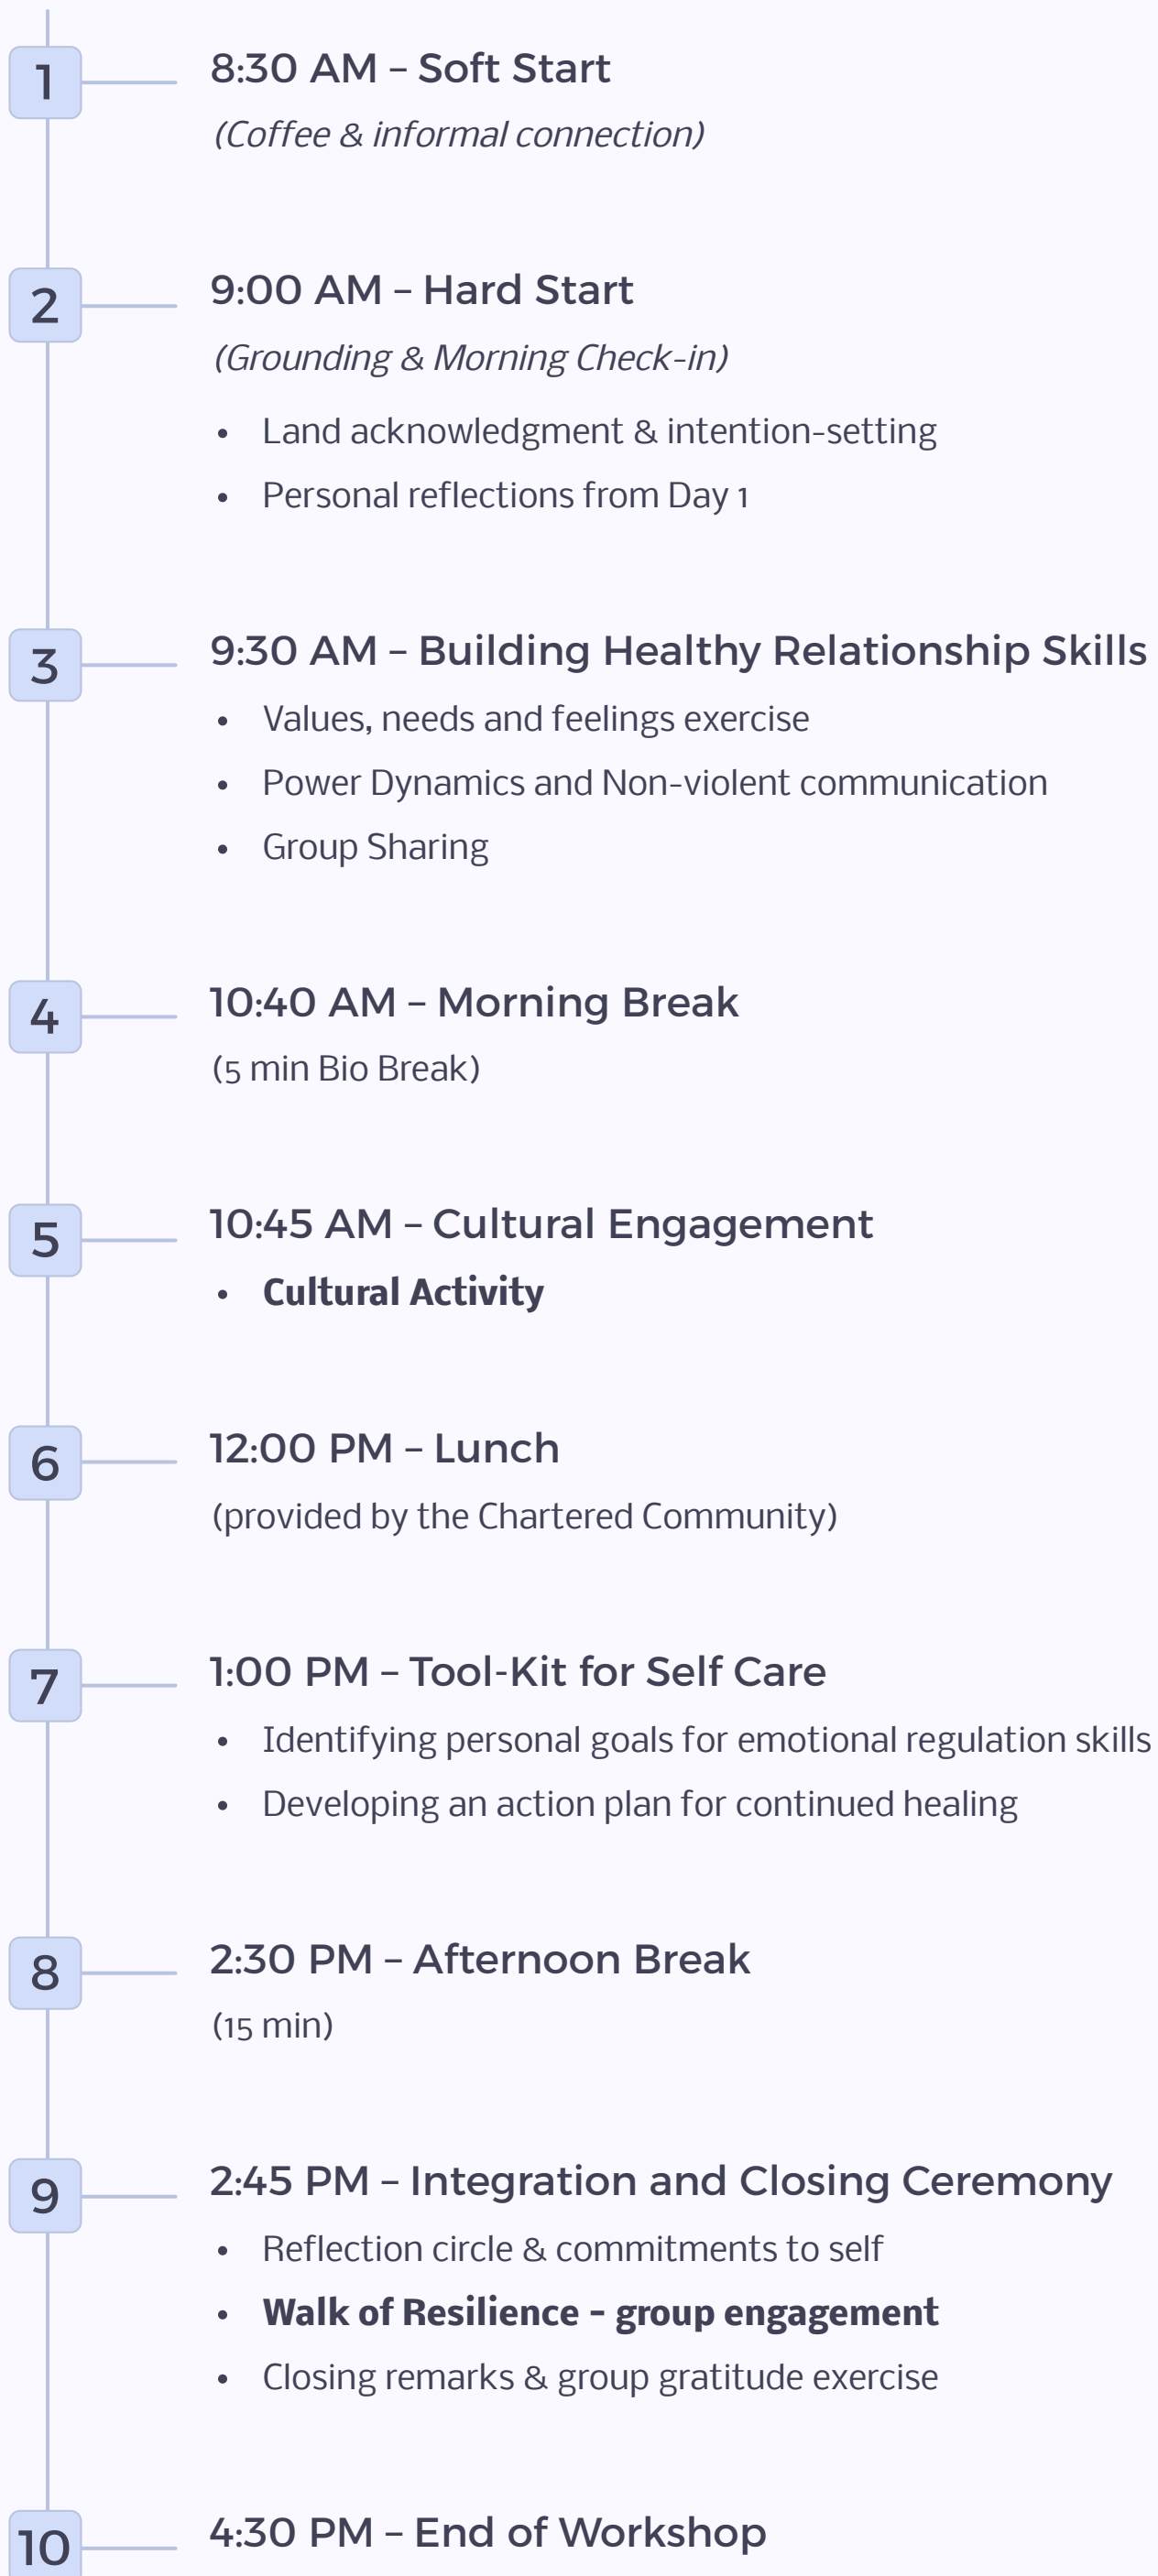 1
8:30 AM – Soft Start
(Coffee & informal connection)
2
9:00 AM – Hard Start
(Grounding & Morning Check-in)
• Land acknowledgment & intention-setting
• Personal reflections from Day 1
3
9:30 AM – Building Healthy Relationship Skills
• Values, needs and feelings exercise
• Power Dynamics and Non-violent communication
• Group Sharing
4
10:40 AM – Morning Break
(5 min Bio Break)
5
10:45 AM – Cultural Engagement
• Cultural Activity
6
12:00 PM – Lunch
(provided by the Chartered Community)
7
1:00 PM – Tool-Kit for Self Care
• Identifying personal goals for emotional regulation skills
• Developing an action plan for continued healing
8
2:30 PM – Afternoon Break
(15 min)
9
2:45 PM – Integration and Closing Ceremony
• Reflection circle & commitments to self
• Walk of Resilience - group engagement
• Closing remarks & group gratitude exercise
10
4:30 PM – End of Workshop